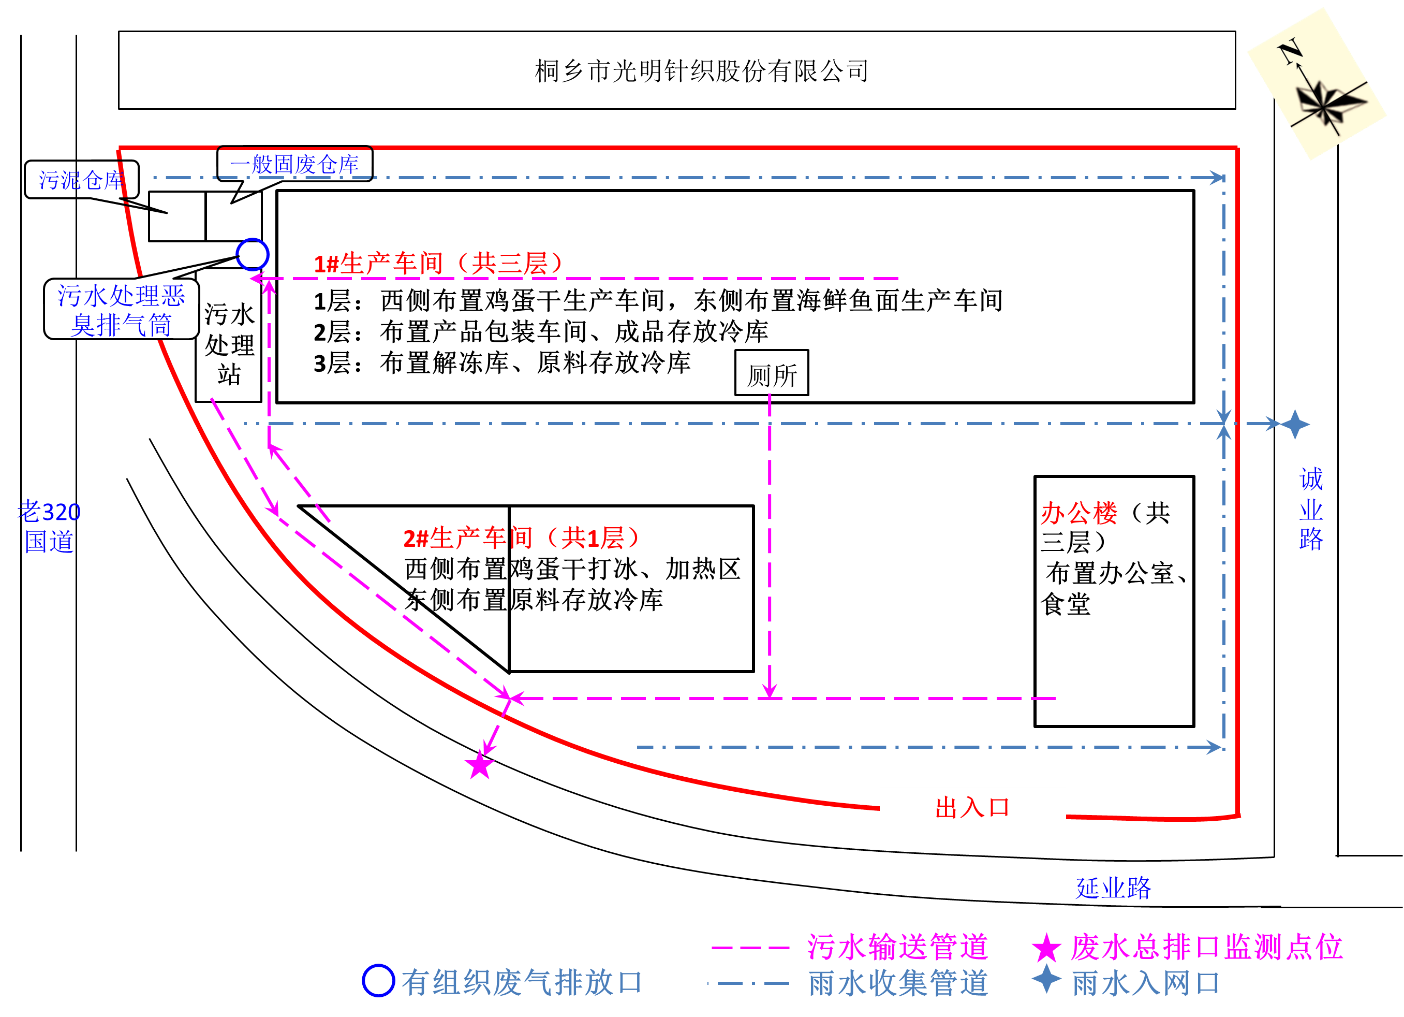 桐乡市光明针织股份有限公司
N
一般固废仓库
污泥仓库
1#生产车间（共三层）
污水处理恶
臭排气筒
1层：西侧布置鸡蛋干生产车间，东侧布置海鲜鱼面生产车间
2层：布置产品包装车间、成品存放冷库
3层：布置解冻库、原料存放冷库
污水
处理
站
厕所
老320
国道
诚
业
路
2#生产车间（共1层）
西侧布置鸡蛋干打冰、加热区
东侧布置原料存放冷库
办公楼（共
三层）
布置办公室、
食堂
出入口
延业路
污水输送管道
废水总排口监测点位
有组织废气排放口
雨水收集管道
雨水入网口